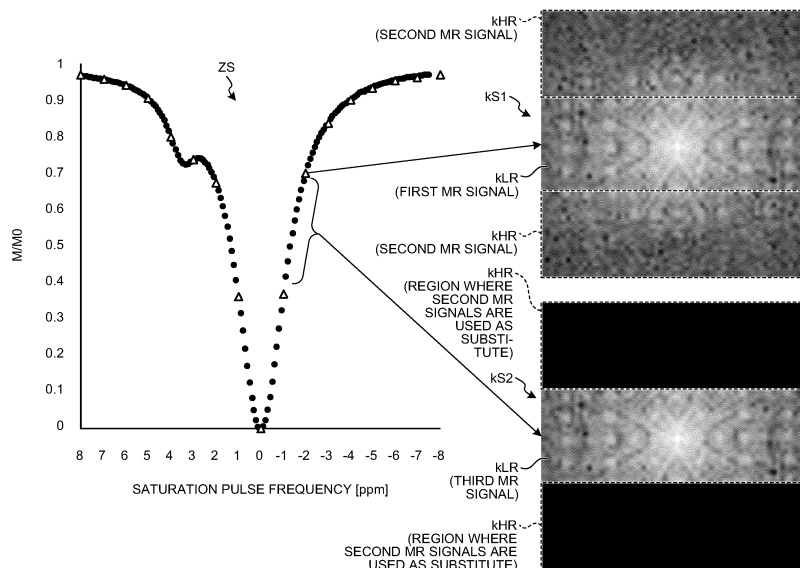 kHR
(SECOND MR SIGNAL)
ZS
kS1
kLR
(FIRST MR SIGNAL)
kHR
(SECOND MR SIGNAL)
kHR
(REGION WHERE
SECOND MR
SIGNALS ARE
USED AS
SUBSTI-
TUTE)
kS2
kLR
(THIRD MR
SIGNAL)
kHR
(REGION WHERE
SECOND MR SIGNALS ARE
USED AS SUBSTITUTE)
M/M0
1
0.9
0.8
0.7
0.6
0.5
0.4
0.3
0.2
0.1
0
8 7 6 5 4 3 2 1 0 -1 -2 -3 -4 -5 -6 -7 -8
SATURATION PULSE FREQUENCY [ppm]